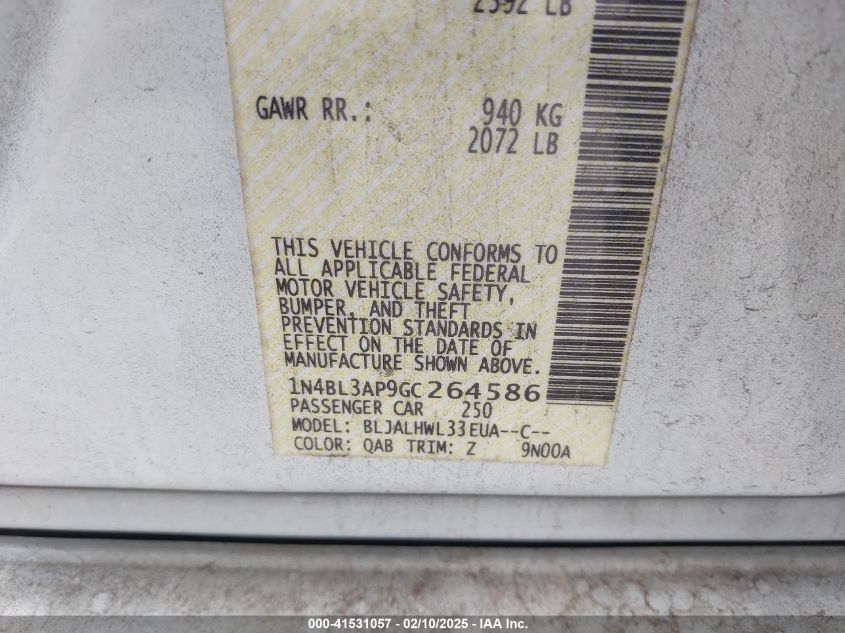 2592 LB
GAWR RR.: 940 KG
2072 LB
THIS VEHICLE CONFORMS TO
ALL APPLICABLE FEDERAL
MOTOR VEHICLE SAFETY,
BUMPER, AND THEFT
PREVENTION STANDARDS IN
EFFECT ON THE DATE OF
MANUFACTURE SHOWN ABOVE.
1N4BL3AP9GC264586
PASSENGER CAR 250
MODEL: BLJALHWL33EUA--C--
COLOR: QAB TRIM: Z 9N00A
000-41531057 - 02/10/2025 - IAA Inc.